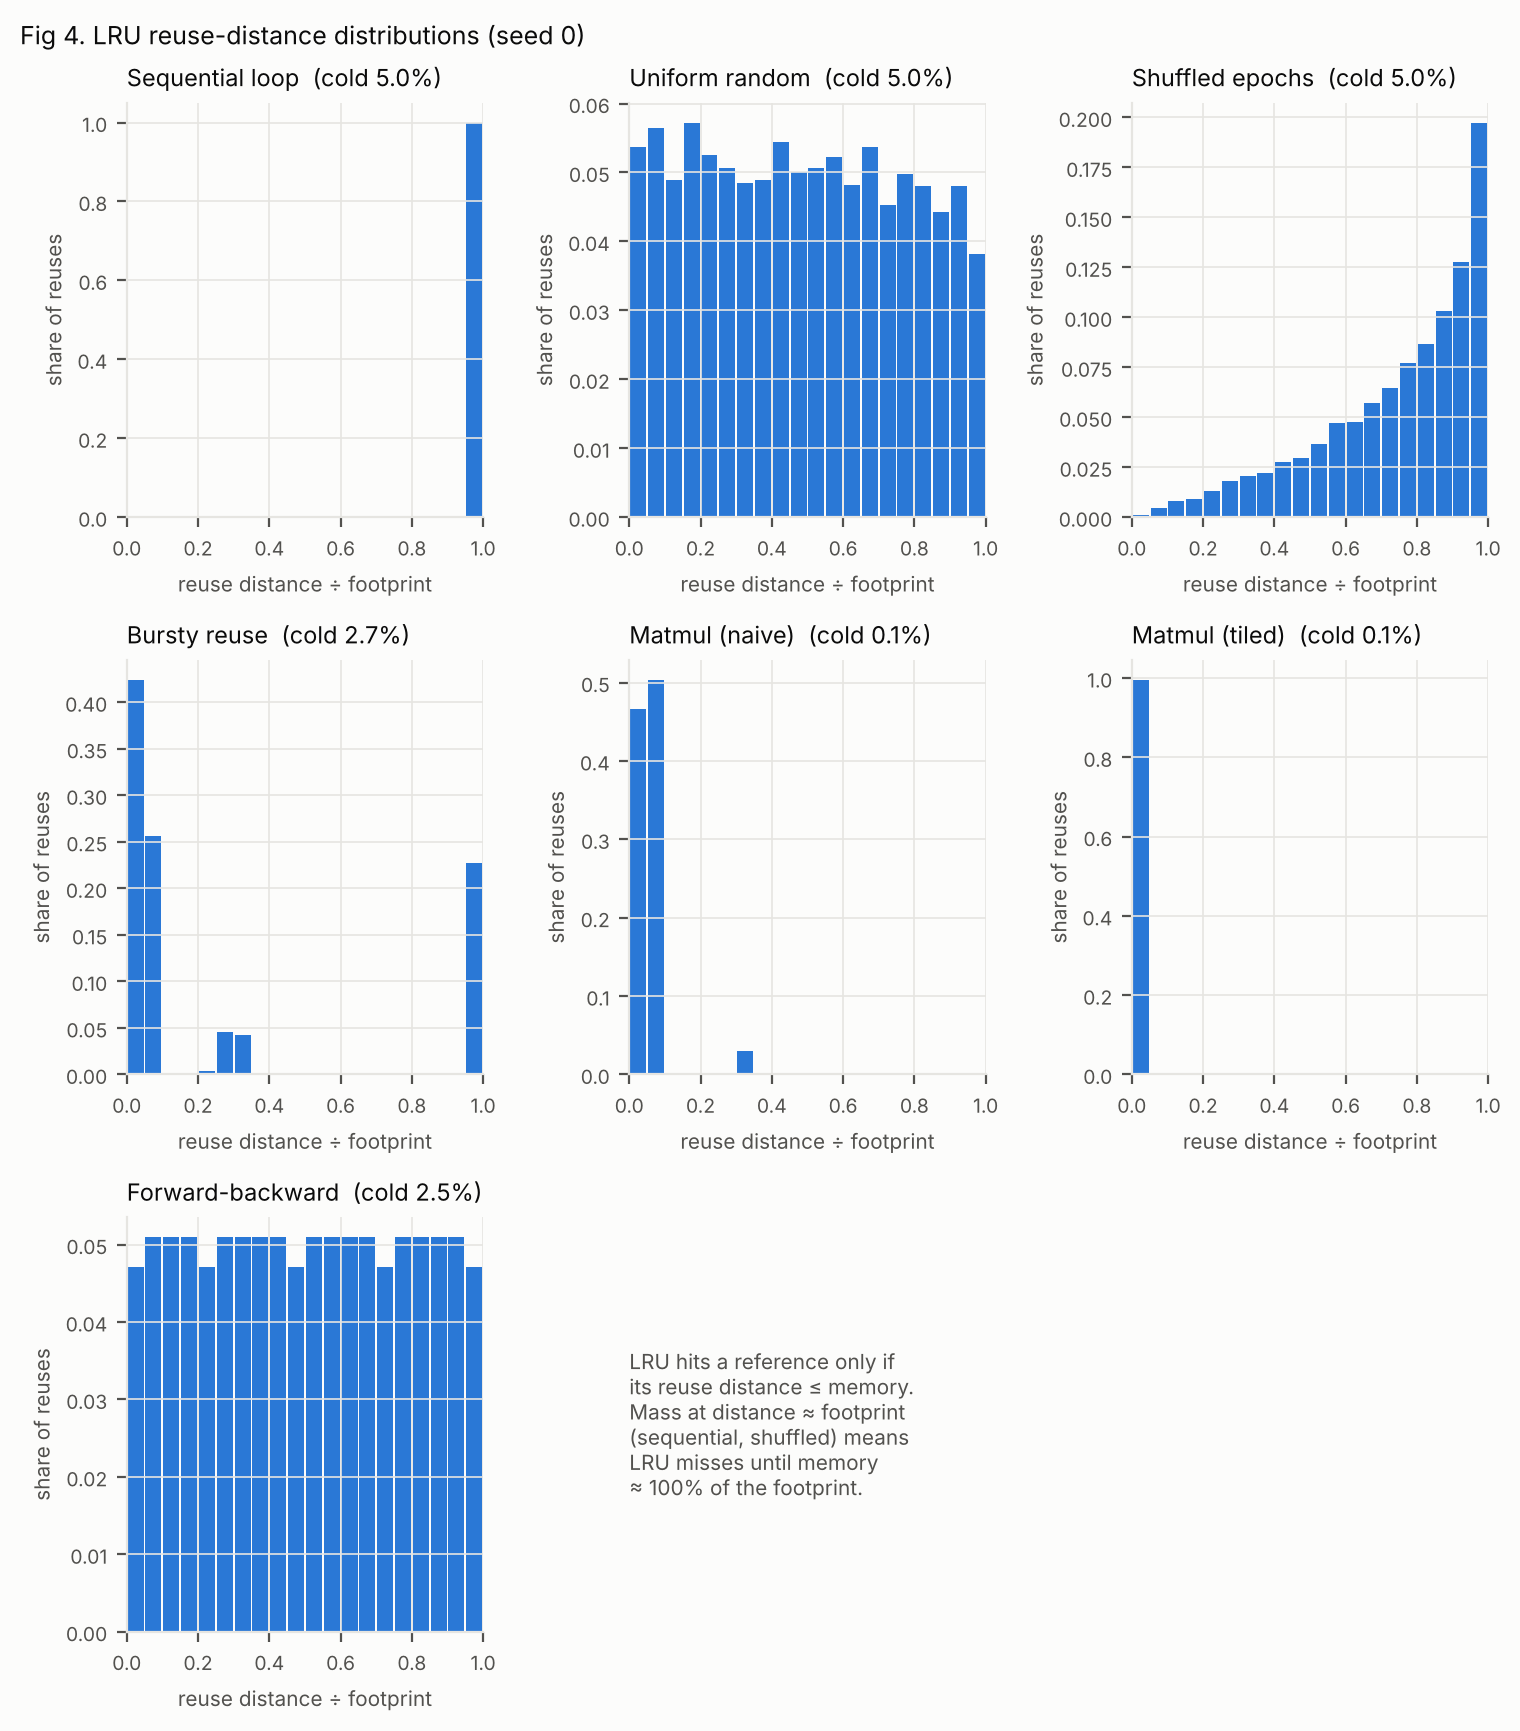 Fig 4. LRU reuse-distance distributions (seed 0)
Sequential loop (cold 5.0%)
1.0
0.8
0.6
0.4
0.2
0.0
share of reuses
0.0 0.2 0.4 0.6 0.8 1.0
reuse distance ÷ footprint
Uniform random (cold 5.0%)
0.06
0.05
0.04
0.03
0.02
0.01
0.00
share of reuses
0.0 0.2 0.4 0.6 0.8 1.0
reuse distance ÷ footprint
Shuffled epochs (cold 5.0%)
0.200
0.175
0.150
0.125
0.100
0.075
0.050
0.025
0.000
share of reuses
0.0 0.2 0.4 0.6 0.8 1.0
reuse distance ÷ footprint
Bursty reuse (cold 2.7%)
0.40
0.35
0.30
0.25
0.20
0.15
0.10
0.05
0.00
share of reuses
0.0 0.2 0.4 0.6 0.8 1.0
reuse distance ÷ footprint
Matmul (naive) (cold 0.1%)
0.5
0.4
0.3
0.2
0.1
0.0
share of reuses
0.0 0.2 0.4 0.6 0.8 1.0
reuse distance ÷ footprint
Matmul (tiled) (cold 0.1%)
1.0
0.8
0.6
0.4
0.2
0.0
share of reuses
0.0 0.2 0.4 0.6 0.8 1.0
reuse distance ÷ footprint
Forward-backward (cold 2.5%)
0.05
0.04
0.03
0.02
0.01
0.00
share of reuses
0.0 0.2 0.4 0.6 0.8 1.0
reuse distance ÷ footprint
LRU hits a reference only if
its reuse distance ≤ memory.
Mass at distance ≈ footprint
(sequential, shuffled) means
LRU misses until memory
≈ 100% of the footprint.